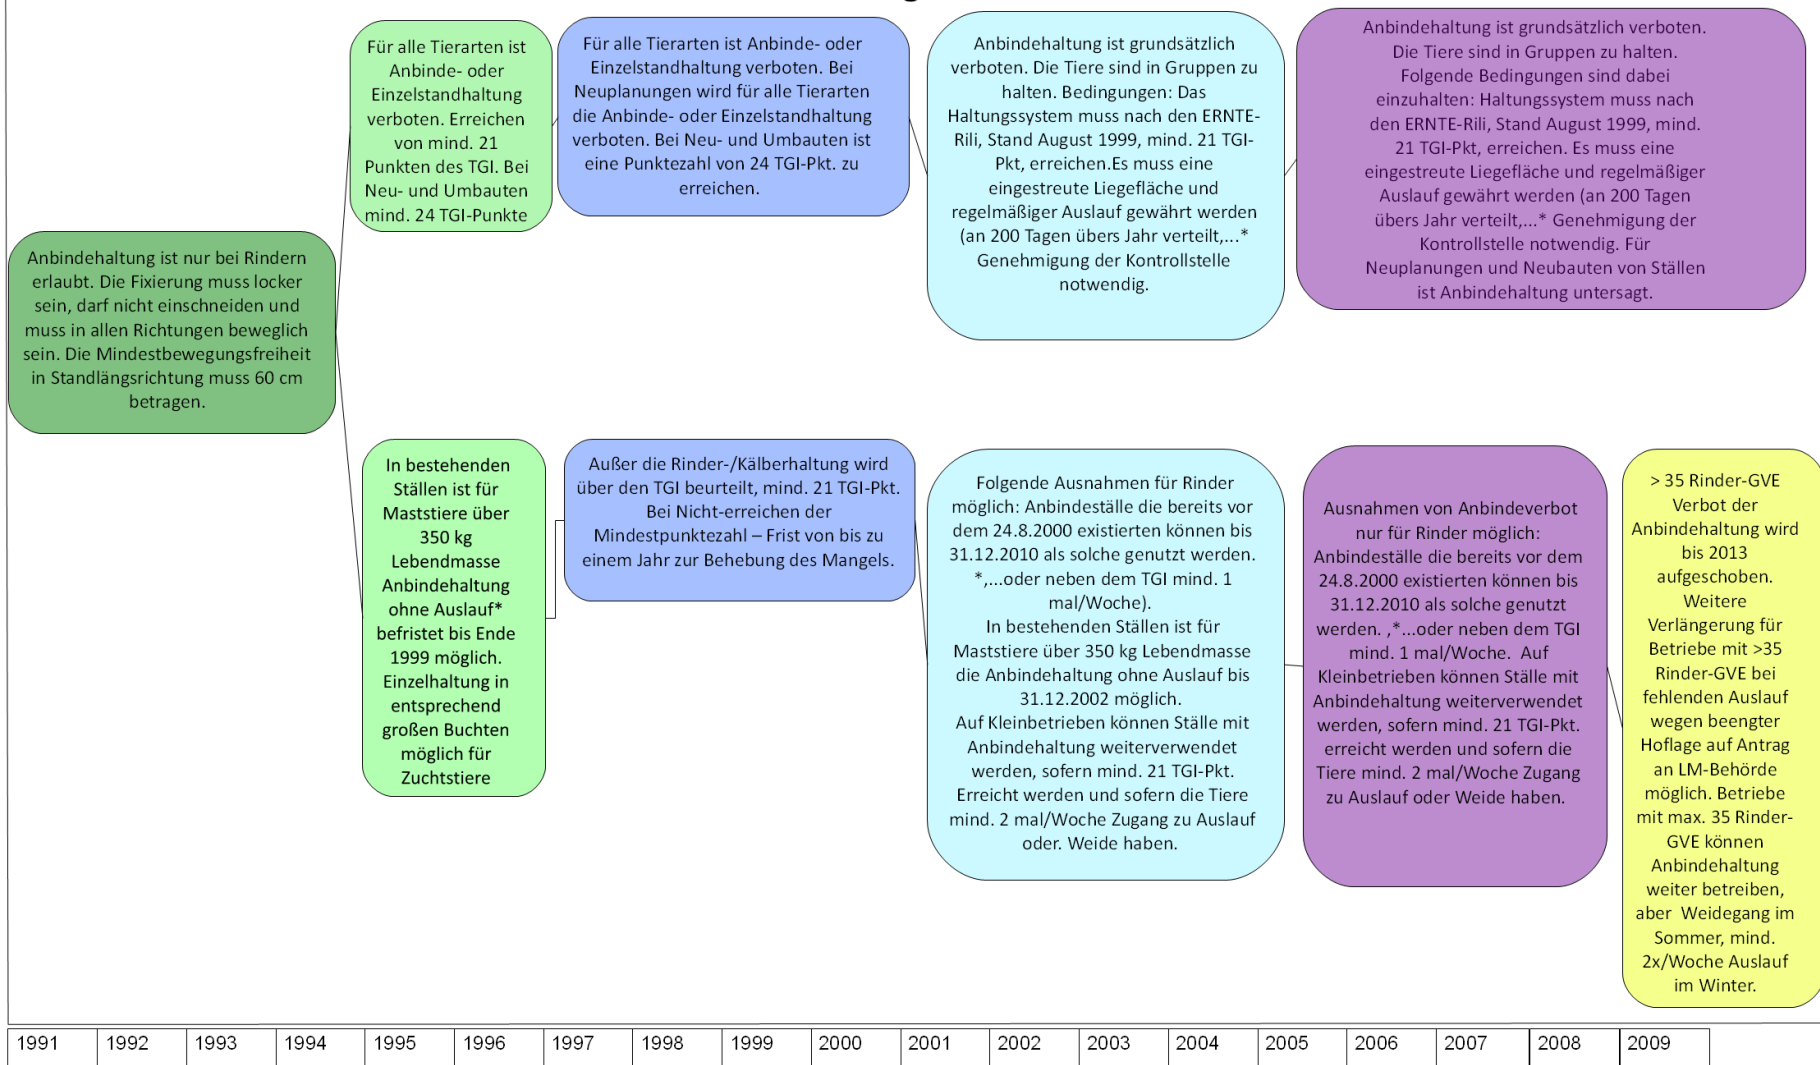 Für alle Tierarten ist
Anbinde- oder
Einzelstandhaltung
verboten. Erreichen
von mind. 21
Punkten des TGI. Bei
Neu- und Umbauten
mind. 24 TGI-Punkte
Für alle Tierarten ist Anbinde- oder
Einzelstandhaltung verboten. Bei
Neuplanungen wird für alle Tierarten
die Anbinde- oder Einzelstandhaltung
verboten. Bei Neu- und Umbauten ist
eine Punktezahl von 24 TGI-Pkt. zu
erreichen.
Anbindehaltung ist grundsätzlich
verboten. Die Tiere sind in Gruppen zu
halten. Bedingungen: Das
Haltungssystem muss nach den ERNTE-
Rili, Stand August 1999, mind. 21 TGI-
Pkt, erreichen.Es muss eine
eingestreute Liegefläche und
regelmäßiger Auslauf gewährt werden
(an 200 Tagen übers Jahr verteilt,...*
Genehmigung der Kontrollstelle
notwendig.
Anbindehaltung ist grundsätzlich verboten.
Die Tiere sind in Gruppen zu halten.
Folgende Bedingungen sind dabei
einzuhalten: Haltungssystem muss nach
den ERNTE-Rili, Stand August 1999, mind.
21 TGI-Pkt, erreichen. Es muss eine
eingestreute Liegefläche und regelmäßiger
Auslauf gewährt werden (an 200 Tagen
übers Jahr verteilt,...* Genehmigung der
Kontrollstelle notwendig. Für
Neuplanungen und Neubauten von Ställen
ist Anbindehaltung untersagt.
Anbindehaltung ist nur bei Rindern
erlaubt. Die Fixierung muss locker
sein, darf nicht einschneiden und
muss in allen Richtungen beweglich
sein. Die Mindestbewegungsfreiheit
in Standlängsrichtung muss 60 cm
betragen.
In bestehenden
Ställen ist für
Maststiere über
350 kg
Lebendmasse
Anbindehaltung
ohne Auslauf*
befristet bis Ende
1999 möglich.
Einzelhaltung in
entsprechend
großen Buchten
möglich für
Zuchtstiere
Außer die Rinder-/Kälberhaltung wird
über den TGI beurteilt, mind. 21 TGI-Pkt.
Bei Nicht-erreichen der
Mindestpunktezahl – Frist von bis zu
einem Jahr zur Behebung des Mangels.
Folgende Ausnahmen für Rinder
möglich: Anbindeställe die bereits vor
dem 24.8.2000 existierten können bis
31.12.2010 als solche genutzt werden.
*,...oder neben dem TGI mind. 1
mal/Woche).
In bestehenden Ställen ist für
Maststiere über 350 kg Lebendmasse
die Anbindehaltung ohne Auslauf bis
31.12.2002 möglich.
Auf Kleinbetrieben können Ställe mit
Anbindehaltung weiterverwendet
werden, sofern mind. 21 TGI-Pkt.
Erreicht werden und sofern die Tiere
mind. 2 mal/Woche Zugang zu Auslauf
oder. Weide haben.
Ausnahmen von Anbindeverbot
nur für Rinder möglich:
Anbindeställe die bereits vor dem
24.8.2000 existierten können bis
31.12.2010 als solche genutzt
werden. ,*...oder neben dem TGI
mind. 1 mal/Woche. Auf
Kleinbetrieben können Ställe mit
Anbindehaltung weiterverwendet
werden, sofern mind. 21 TGI-Pkt.
erreicht werden und sofern die
Tiere mind. 2 mal/Woche Zugang
zu Auslauf oder Weide haben.
> 35 Rinder-GVE
Verbot der
Anbindehaltung wird
bis 2013
aufgeschoben.
Weitere
Verlängerung für
Betriebe mit >35
Rinder-GVE bei
fehlenden Auslauf
wegen beengter
Hoflage auf Antrag
an LM-Behörde
möglich. Betriebe
mit max. 35 Rinder-
GVE können
Anbindehaltung
weiter betreiben,
aber Weidegang im
Sommer, mind.
2x/Woche Auslauf
im Winter.
1991 1992 1993 1994 1995 1996 1997 1998 1999 2000 2001 2002 2003 2004 2005 2006 2007 2008 2009